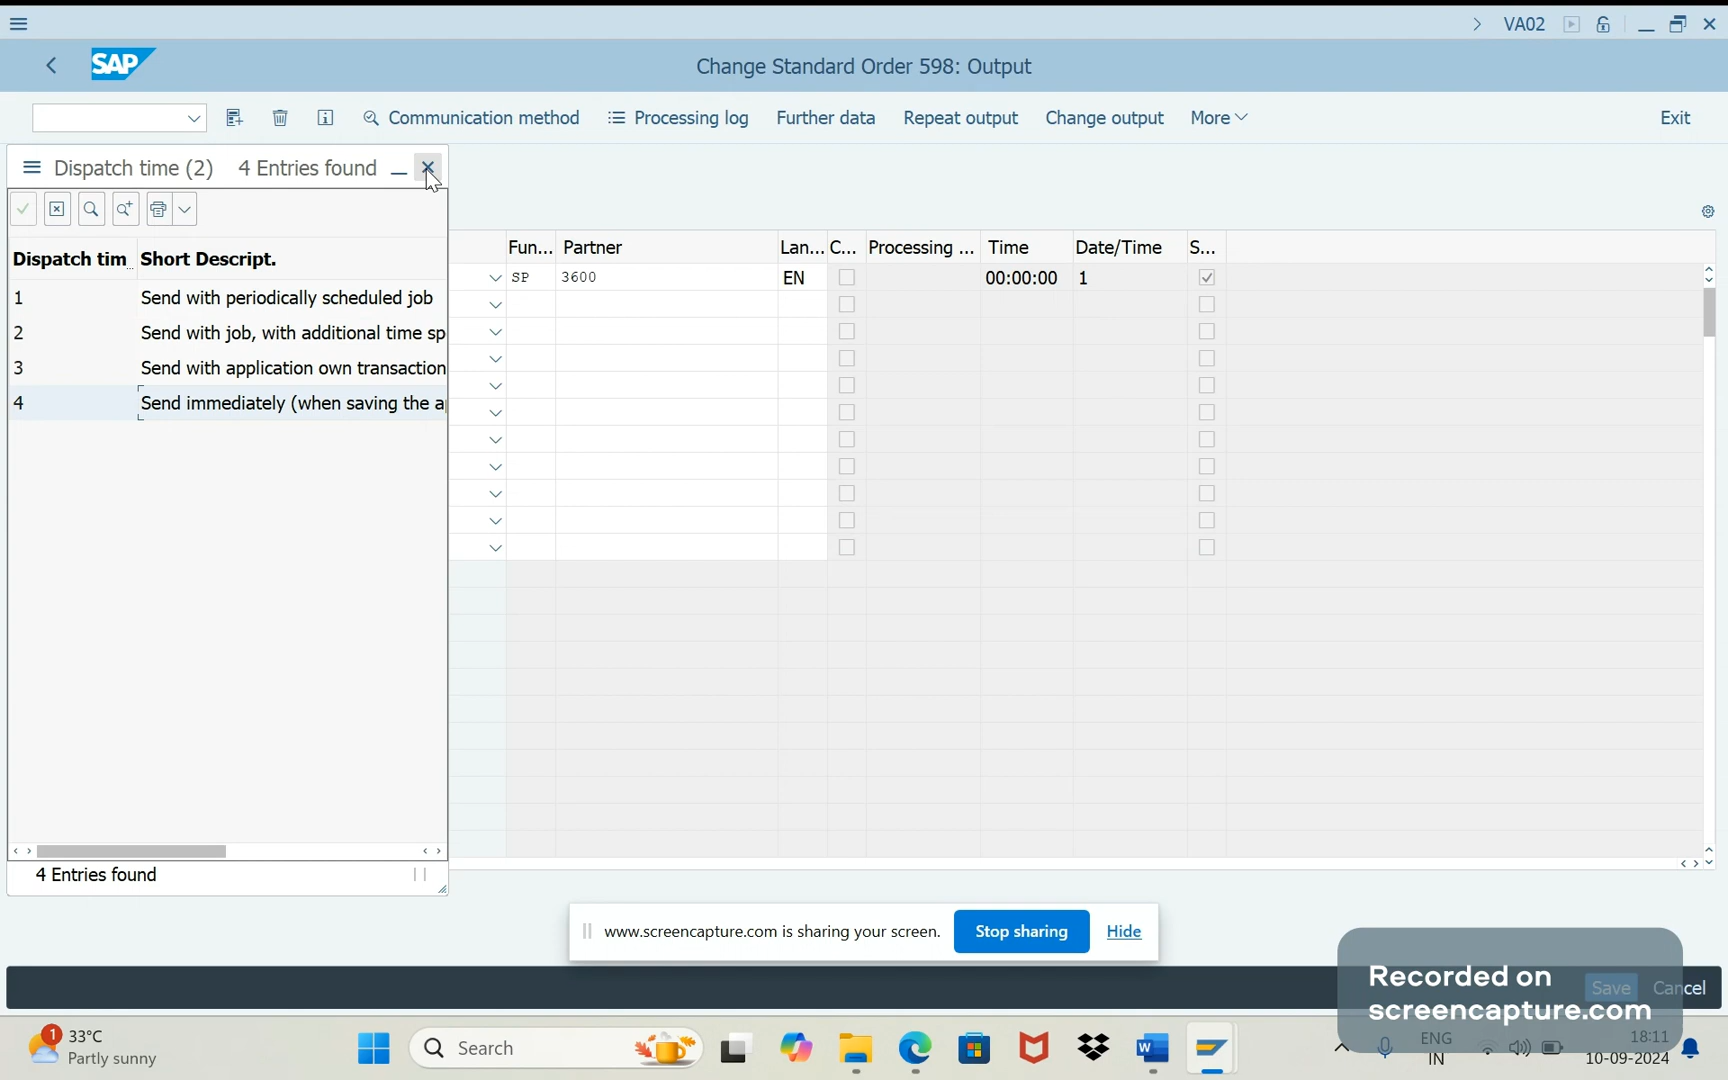 VA02
SAP
Change Standard Order 598: Output
Communication method Processing log Further data Repeat output Change output More Exit
Dispatch time (2) 4 Entries found
Dispatch tim... Short Descript.
1 Send with periodically scheduled job
2 Send with job, with additional time sp
3 Send with application own transaction
4 Send immediately (when saving the a
4 Entries found
Fun... Partner Lan... C... Processing ... Time Date/Time S...
SP 3600 EN 00:00:00 1
www.screencapture.com is sharing your screen. Stop sharing Hide
Save Cancel
Recorded on
screencapture.com
1
33°C
Partly sunny
Search
ENG
IN
18:11
10-09-2024